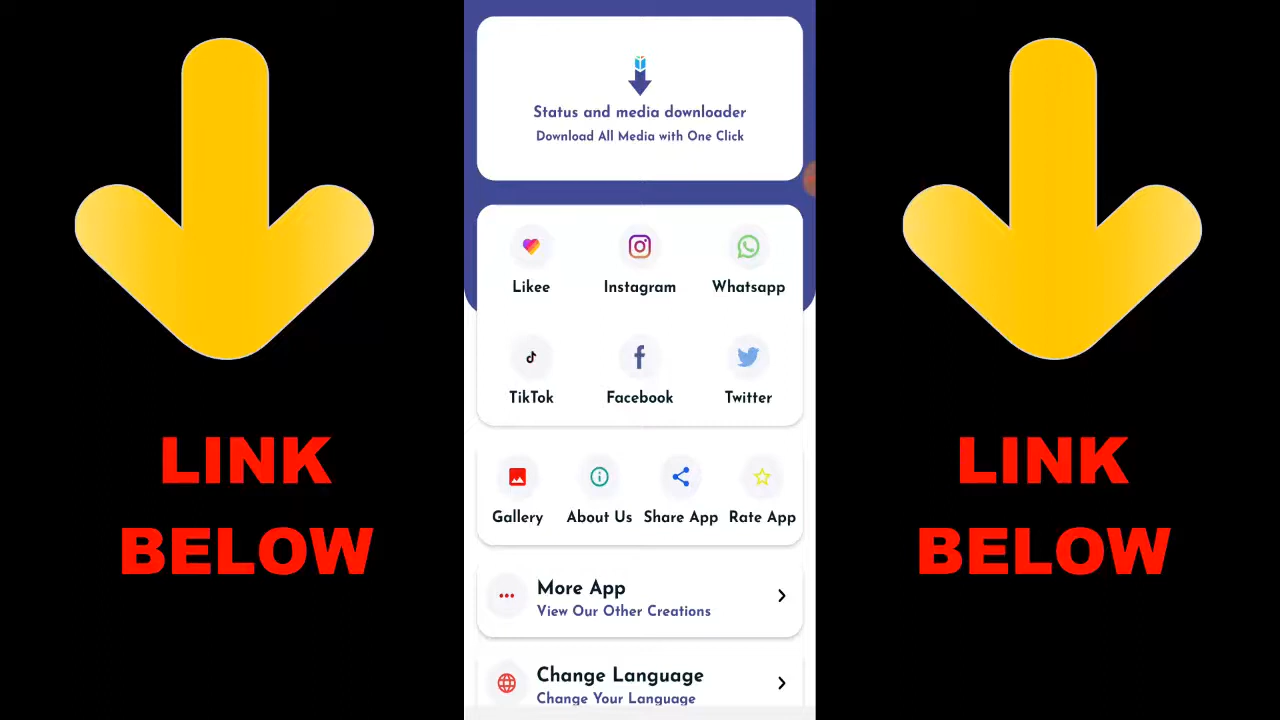 Status and media downloader
Download All Media with One Click
Likee
Instagram
Whatsapp
TikTok
Facebook
Twitter
Gallery
About Us
Share App
Rate App
More App
View Our Other Creations
Change Language
Change Your Language
LINK
BELOW
LINK
BELOW